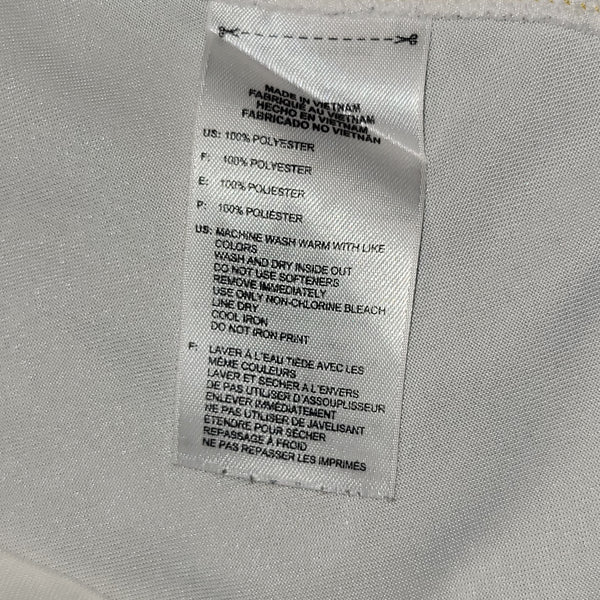 MADE IN VIETNAM
FABRIQUE AU VIETNAM
HECHO EN VIETNAM
FABRICADO NO VIETNAN
US: 100% POLYESTER
F: 100% POLYESTER
E: 100% POLIESTER
P: 100% POLIESTER
US: MACHINE WASH WARM WITH LIKE
COLORS
WASH AND DRY INSIDE OUT
DO NOT USE SOFTENERS
REMOVE IMMEDIATELY
USE ONLY NON-CHLORINE BLEACH
LINE DRY
COOL IRON
DO NOT IRON PRINT
F: LAVER À L'EAU TIÈDE AVEC LES
MÊME COULEURS
LAVER ET SÉCHER A L'ENVERS
DE PAS UTILISER D'ASSOUPLISSEUR
ENLEVER IMMÉDIATEMENT
NE PAS UTILISER DE JAVELISANT
ÉTENDRE POUR SÉCHER
REPASSAGE À FROID
NE PAS REPASSER LES IMPRIMÉS